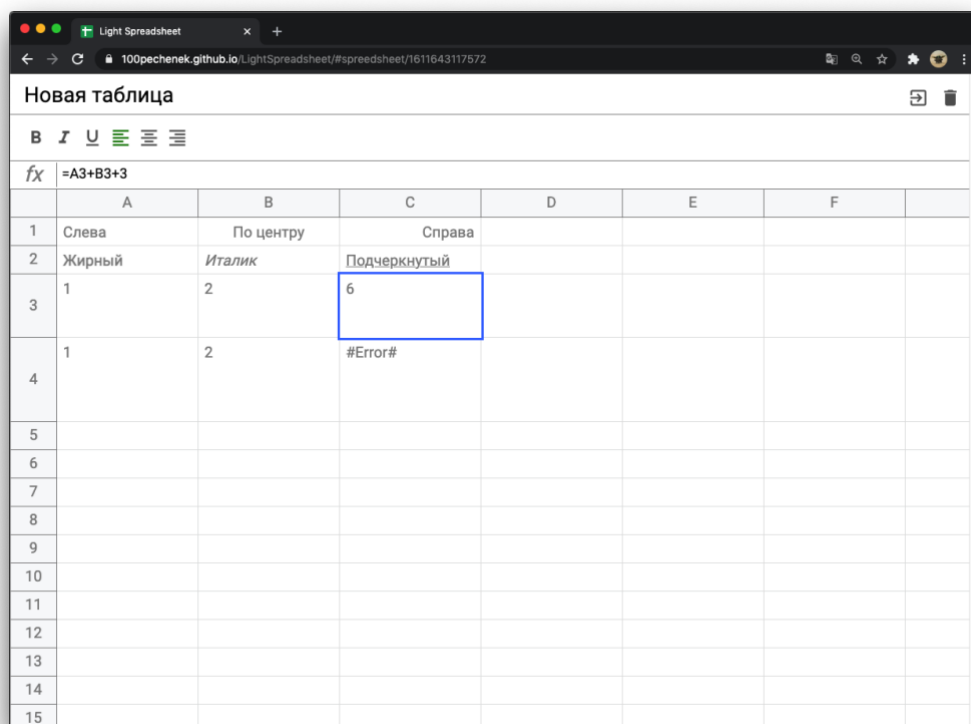 Light Spreadsheet
100pechenek.github.io/LightSpreadsheet/#spreedsheet/1611643117572
Новая таблица
B I U
fx =A3+B3+3
A B C D E F
1 Слева По центру Справа
2 Жирный Италик Подчеркнутый
3 1 2 6
4 1 2 #Error#
5
6
7
8
9
10
11
12
13
14
15